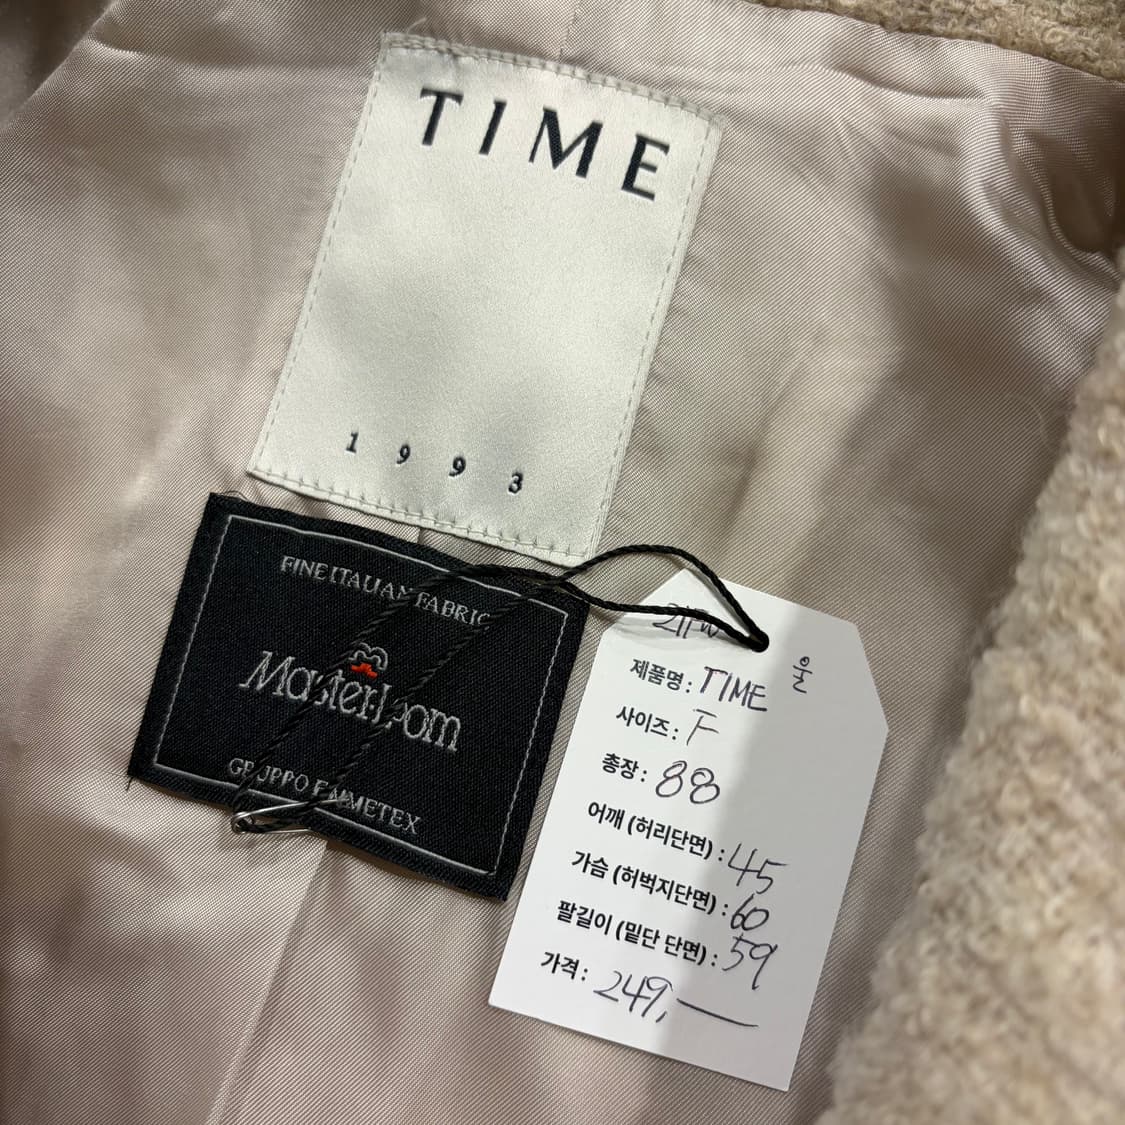 TIME
1993
FINE ITALIAN FABRIC
MasterLoom
GRUPPO EMMETEX
21FW
울
제품명: TIME
사이즈: F
총장: 88
어깨 (허리단면) : 45
가슴 (허벅지단면) : 60
팔길이 (밑단 단면) : 59
가격: 249,—